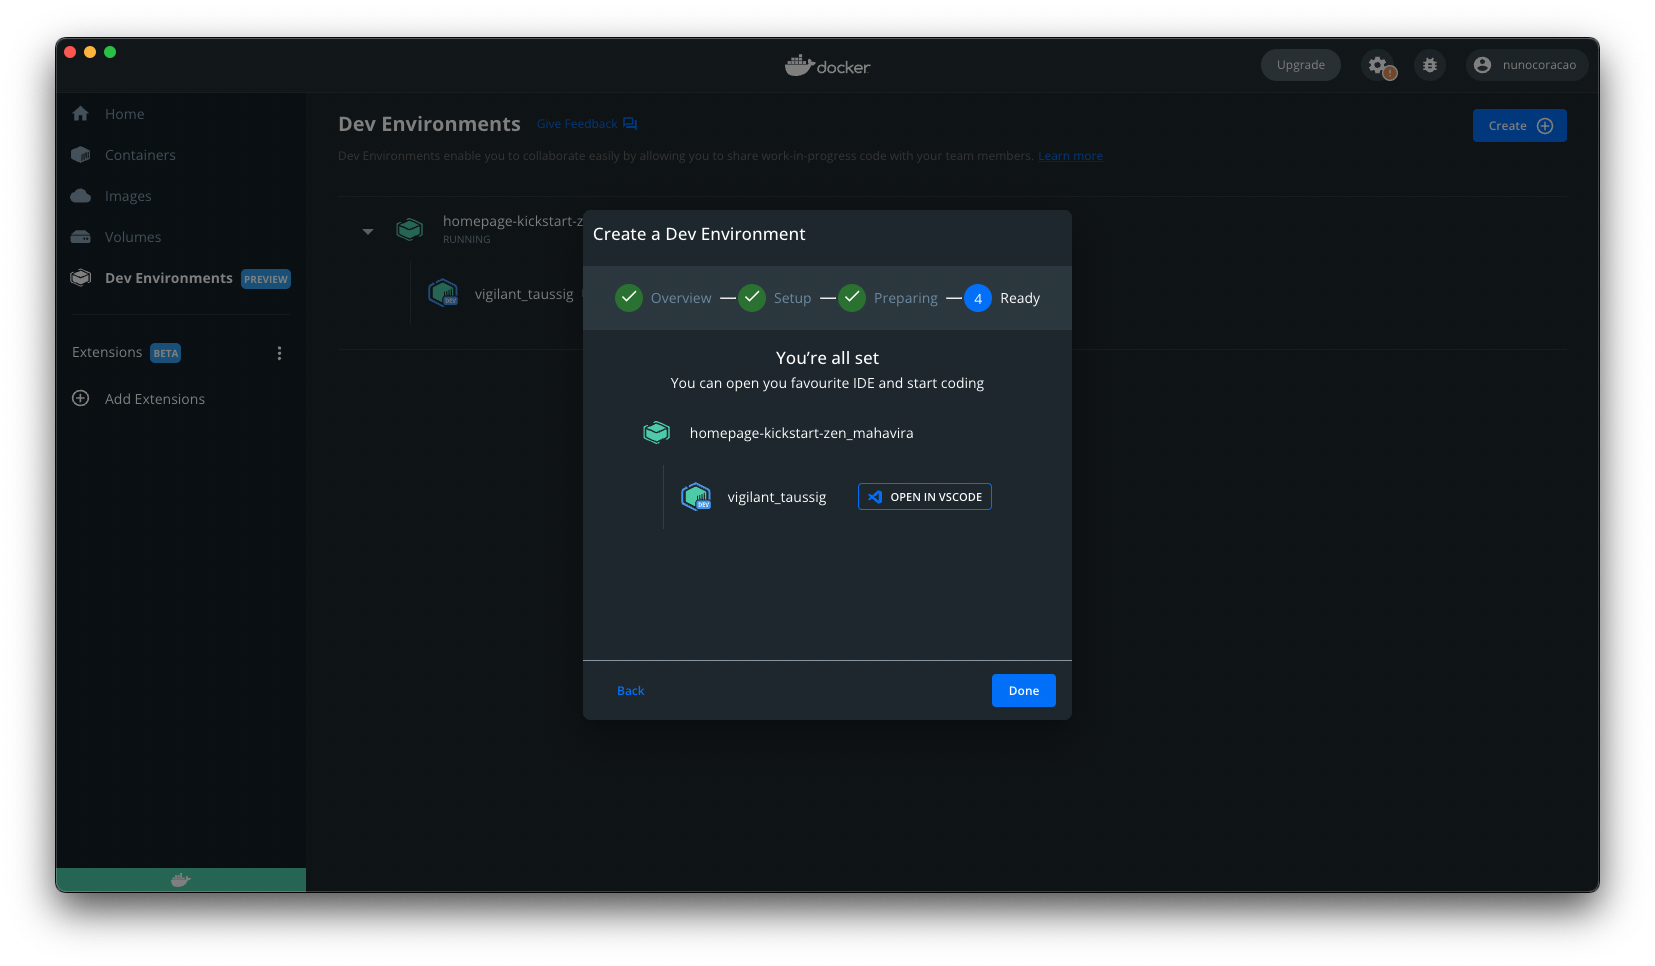 docker
Upgrade
!
nunocoracao
Home
Containers
Images
Volumes
Dev Environments PREVIEW
Extensions BETA
Add Extensions
Dev Environments Give Feedback
Create
Dev Environments enable you to collaborate easily by allowing you to share work-in-progress code with your team members. Learn more
homepage-kickstart-z
RUNNING
DEV vigilant_taussig
Create a Dev Environment
Overview Setup Preparing 4 Ready
You’re all set
You can open you favourite IDE and start coding
homepage-kickstart-zen_mahavira
DEV vigilant_taussig OPEN IN VSCODE
Back Done